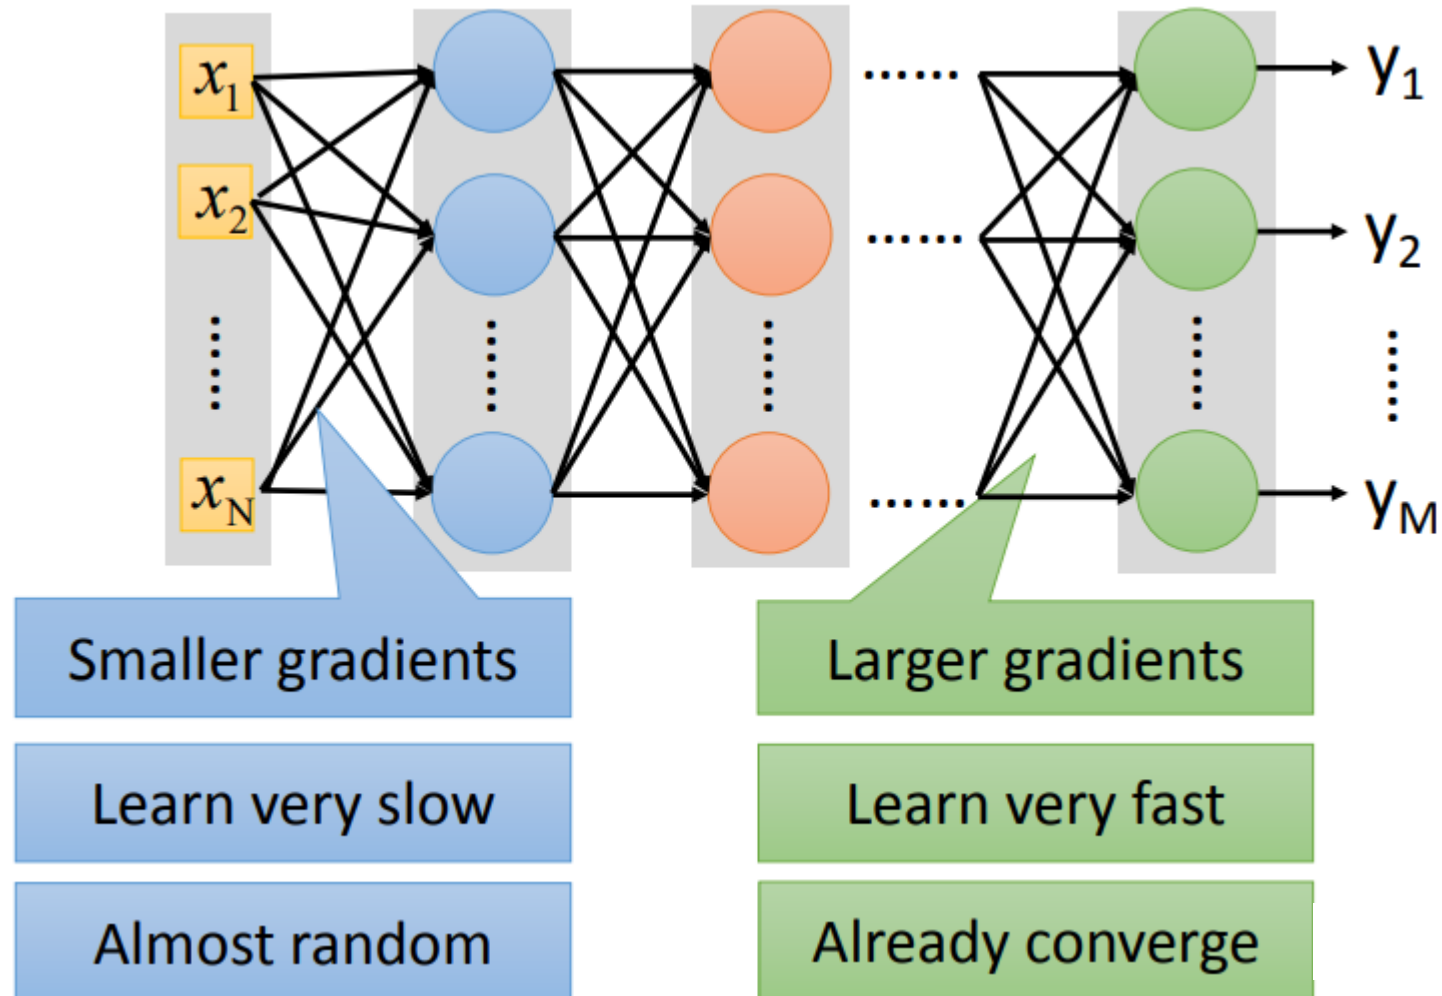 x1
x2
……
xN
……
……
……
……
……
……
y1
y2
……
yM
Smaller gradients
Larger gradients
Learn very slow
Learn very fast
Almost random
Already converge